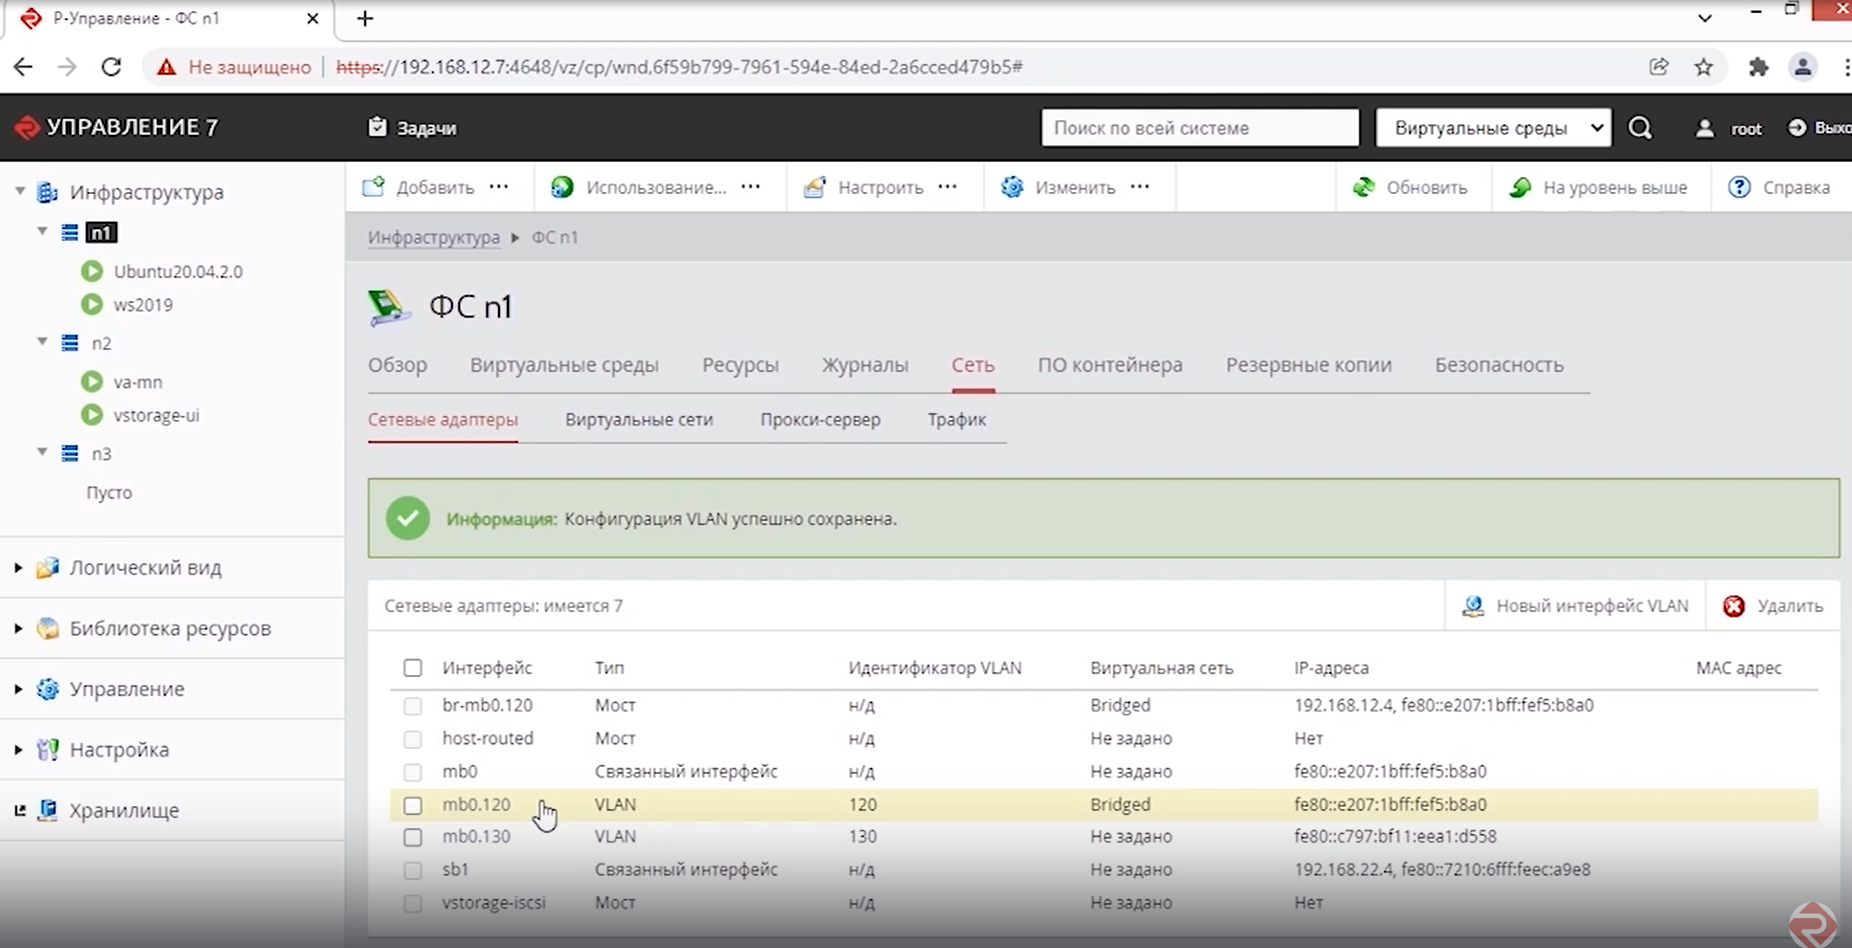 Р-Управление - ФС n1
Не защищено https://192.168.12.7:4648/vz/cp/wnd,6f59b799-7961-594e-84ed-2a6cced479b5#
УПРАВЛЕНИЕ 7 Задачи Поиск по всей системе Виртуальные среды root Выхо
Добавить ... Использование... ... Настроить ... Изменить ... Обновить На уровень выше Справка
Инфраструктура
n1
Ubuntu20.04.2.0
ws2019
n2
va-mn
vstorage-ui
n3
Пусто
Логический вид
Библиотека ресурсов
Управление
Настройка
Хранилище
Инфраструктура ФС n1
ФС n1
Обзор Виртуальные среды Ресурсы Журналы Сеть ПО контейнера Резервные копии Безопасность
Сетевые адаптеры Виртуальные сети Прокси-сервер Трафик
Информация: Конфигурация VLAN успешно сохранена.
Сетевые адаптеры: имеется 7 Новый интерфейс VLAN Удалить
Интерфейс Тип Идентификатор VLAN Виртуальная сеть IP-адреса MAC адрес
br-mb0.120 Мост н/д Bridged 192.168.12.4, fe80::e207:1bff:fef5:b8a0
host-routed Мост н/д Не задано Нет
mb0 Связанный интерфейс н/д Не задано fe80::e207:1bff:fef5:b8a0
mb0.120 VLAN 120 Bridged fe80::e207:1bff:fef5:b8a0
mb0.130 VLAN 130 Не задано fe80::c797:bf11:eea1:d558
sb1 Связанный интерфейс н/д Не задано 192.168.22.4, fe80::7210:6fff:feec:a9e8
vstorage-iscsi Мост н/д Не задано Нет